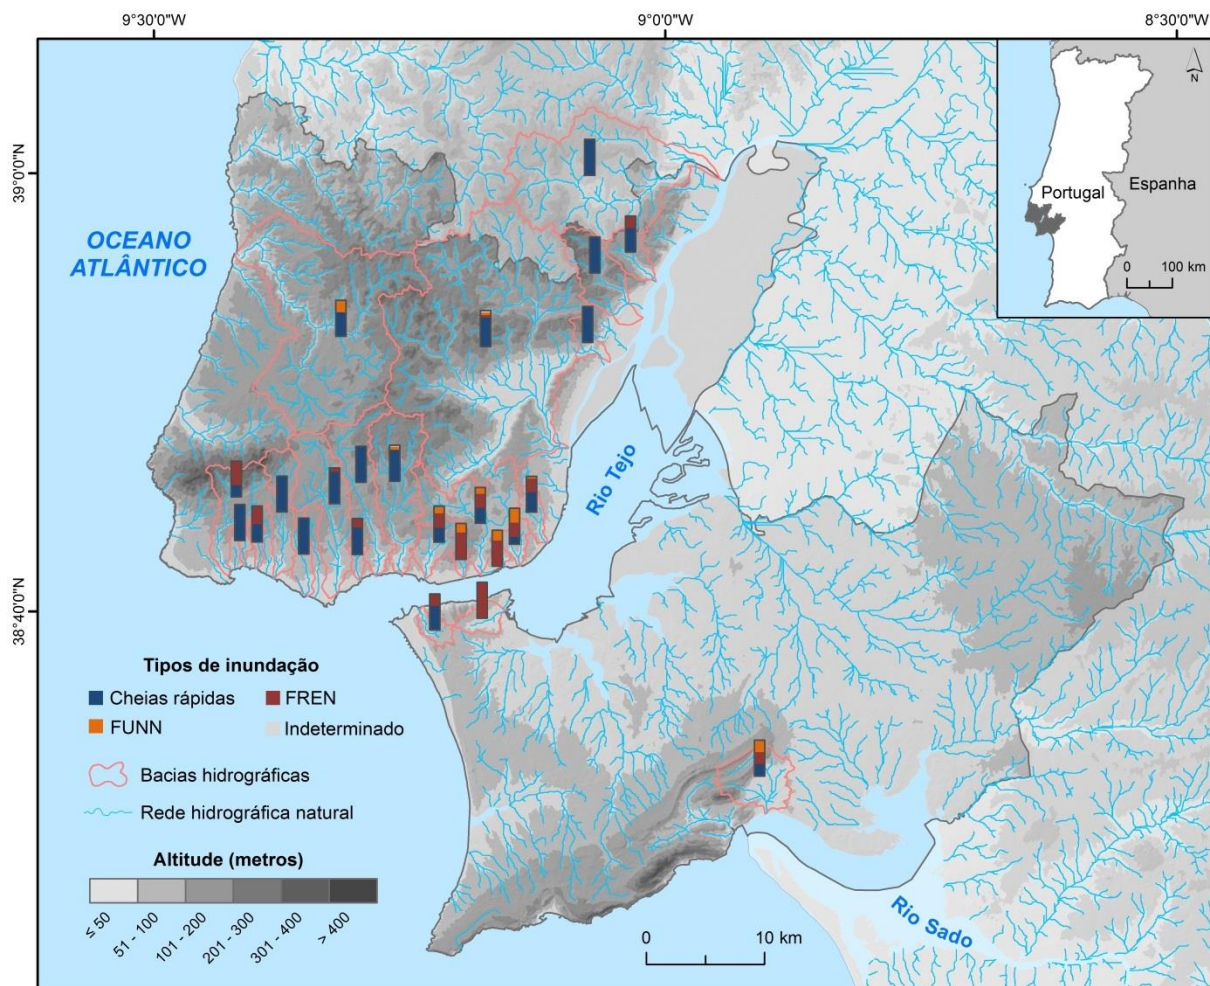 9°30'0"W
9°0'0"W
8°30'0"W
39°0'0"N
38°40'0"N
OCEANO
ATLÂNTICO
N
Portugal
Espanha
0 100 km
Rio Tejo
Rio Sado
Tipos de inundação
Cheias rápidas
FREN
FUNN
Indeterminado
Bacias hidrográficas
Rede hidrográfica natural
Altitude (metros)
≤ 50
51 - 100
101 - 200
201 - 300
301 - 400
> 400
0 10 km